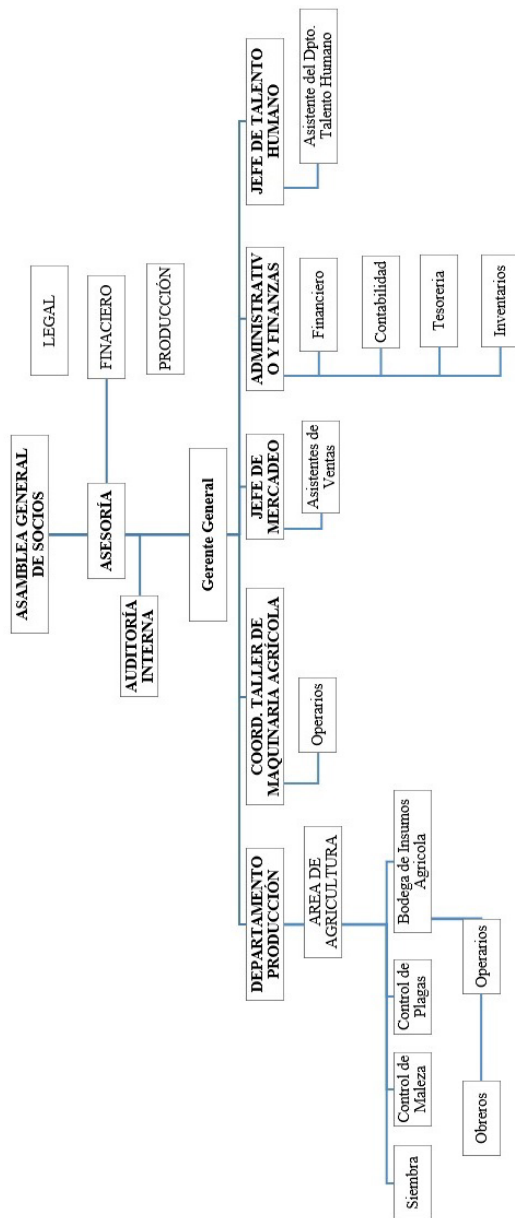 ASAMBLEA GENERAL
DE SOCIOS
LEGAL
ASESORÍA
FINACIERO
AUDITORÍA
INTERNA
PRODUCCIÓN
Gerente General
DEPARTAMENTO
PRODUCCIÓN
COORD. TALLER DE
MAQUINARIA AGRÍCOLA
JEFE DE
MERCADEO
ADMINISTRATIV
O Y FINANZAS
JEFE DE TALENTO
HUMANO
AREA DE
AGRICULTURA
Operarios
Asistentes de
Ventas
Financiero
Asistente del Dpto.
Talento Humano
Contabilidad
Tesoreria
Inventarios
Siembra
Control de
Maleza
Control de
Plagas
Bodega de Insumos
Agricola
Obreros
Operarios